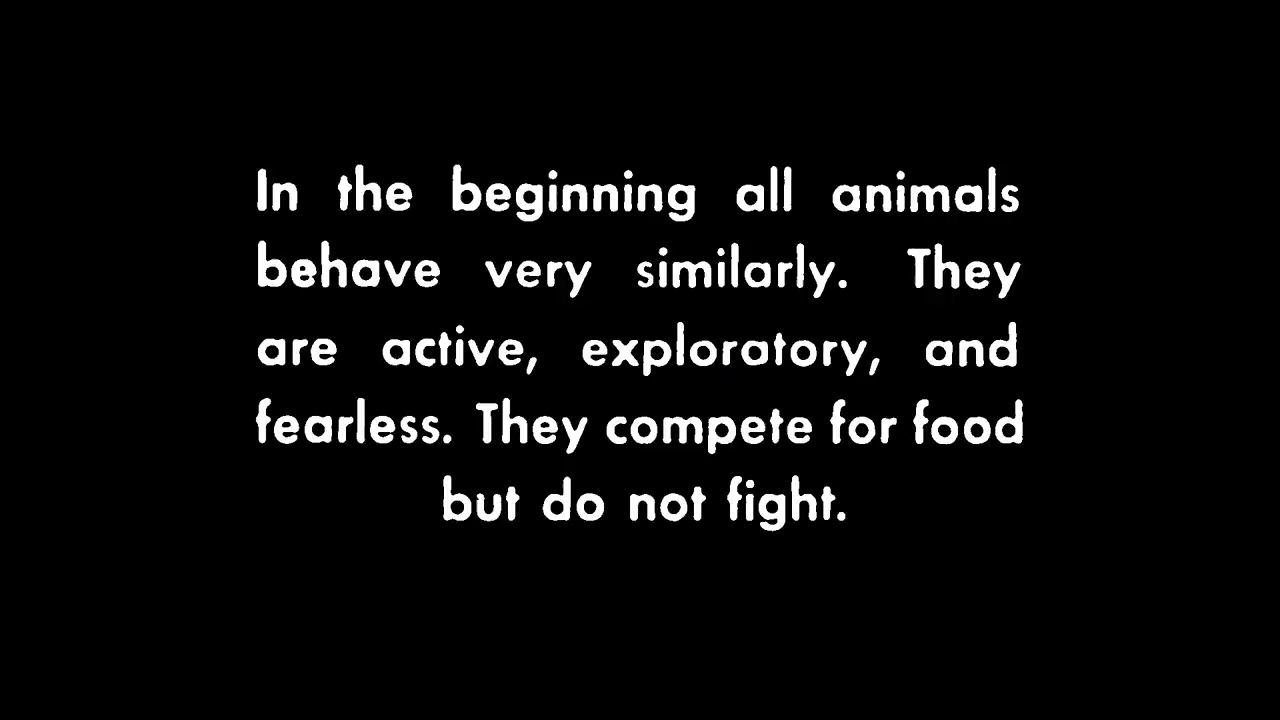 In the beginning all animals
behave very similarly. They
are active, exploratory, and
fearless. They compete for food
but do not fight.